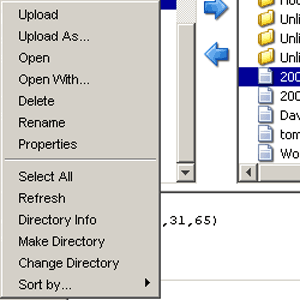 Upload
Upload As...
Open
Open With...
Delete
Rename
Properties
Select All
Refresh
Directory Info
Make Directory
Change Directory
Sort by...
Unli
Unli
Unli
200
200
Dav
tom
Wo
,31,65)